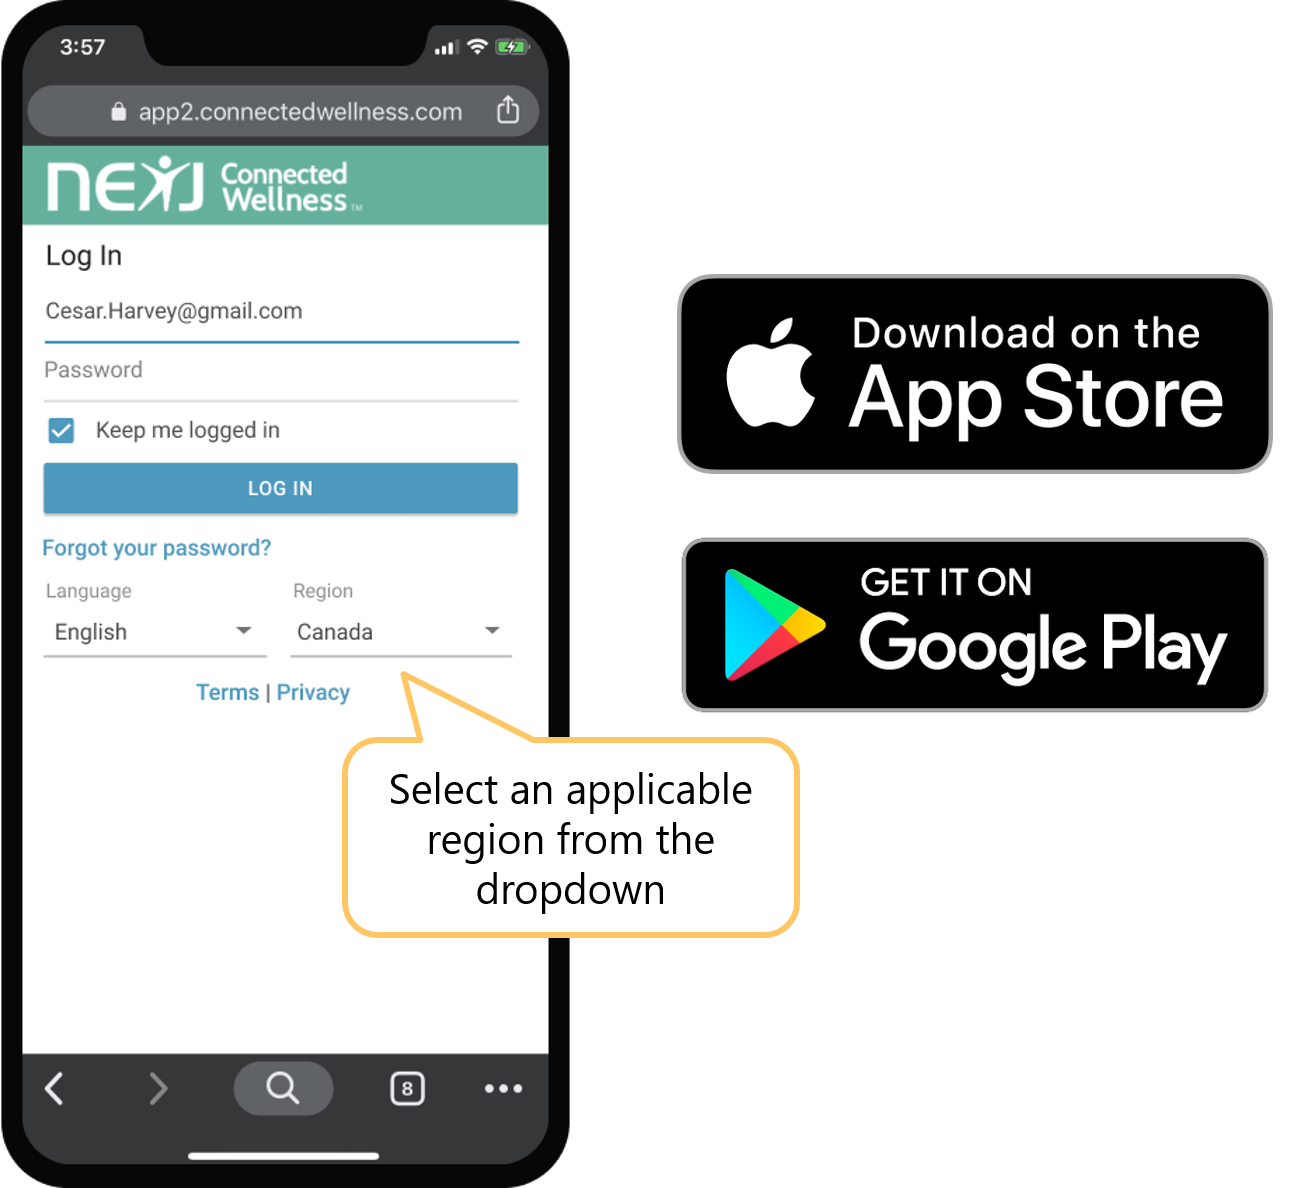 3:57
app2.connectedwellness.com
NEXJ Connected
Wellness™
Log In
Cesar.Harvey@gmail.com
Password
Keep me logged in
LOG IN
Forgot your password?
Language Region
English Canada
Terms | Privacy
Select an applicable
region from the
dropdown
8
Download on the
App Store
GET IT ON
Google Play